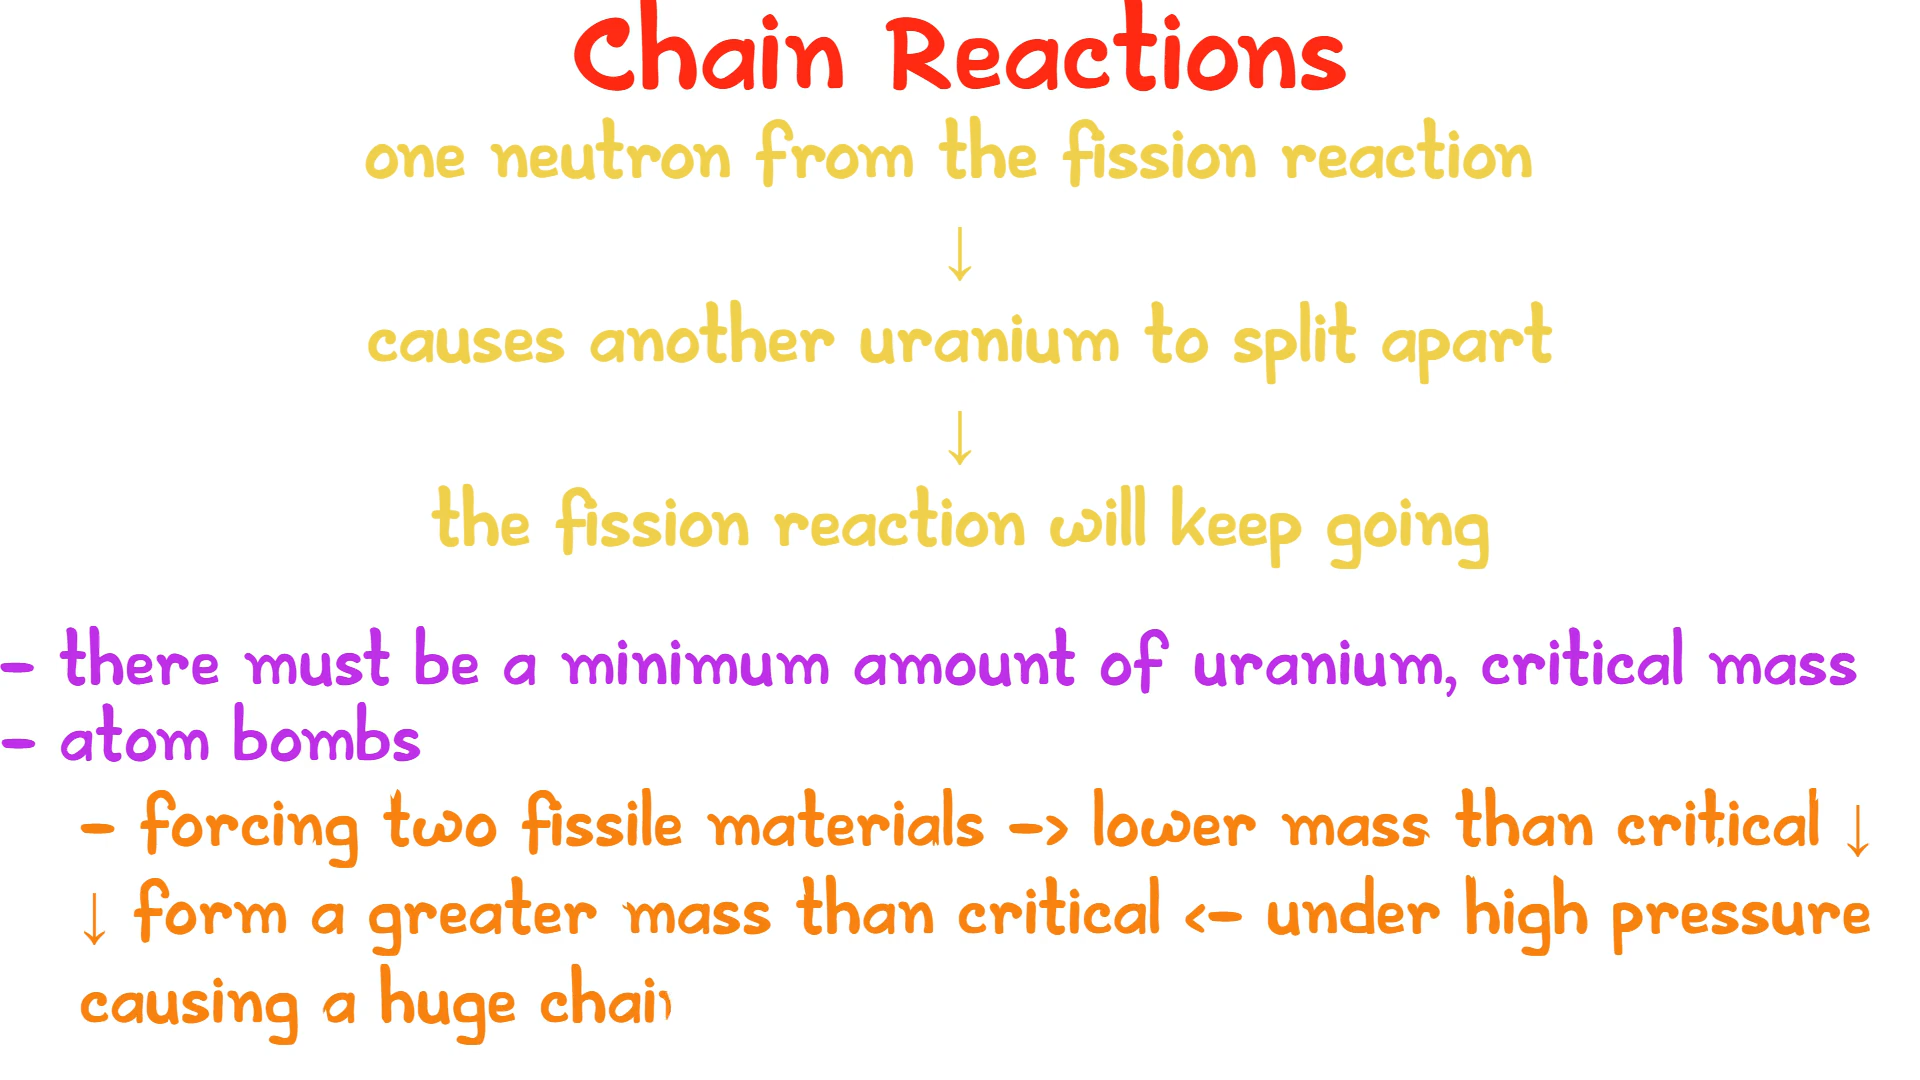 Chain Reactions
one neutron from the fission reaction
↓
causes another uranium to split apart
↓
the fission reaction will keep going
- there must be a minimum amount of uranium, critical mass
- atom bombs
- forcing two fissile materials -> lower mass than critical ↓
↓ form a greater mass than critical <- under high pressure
causing a huge chain